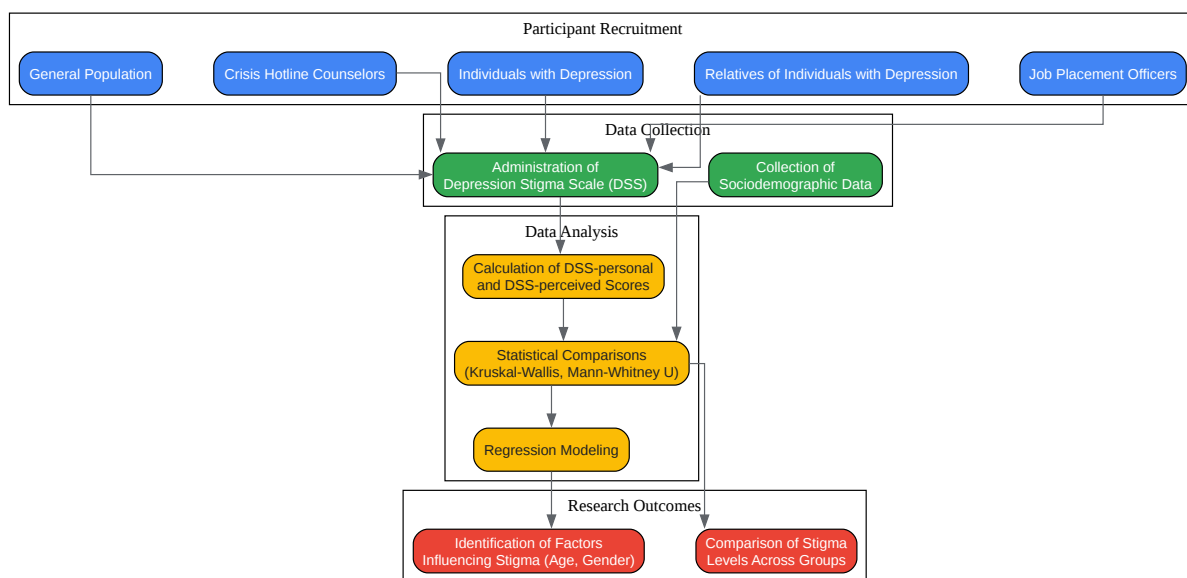 Participant Recruitment
General Population
Crisis Hotline Counselors
Individuals with Depression
Relatives of Individuals with Depression
Job Placement Officers
Data Collection
Administration of
Depression Stigma Scale (DSS)
Collection of
Sociodemographic Data
Data Analysis
Calculation of DSS-personal
and DSS-perceived Scores
Statistical Comparisons
(Kruskal-Wallis, Mann-Whitney U)
Regression Modeling
Research Outcomes
Identification of Factors
Influencing Stigma (Age, Gender)
Comparison of Stigma
Levels Across Groups